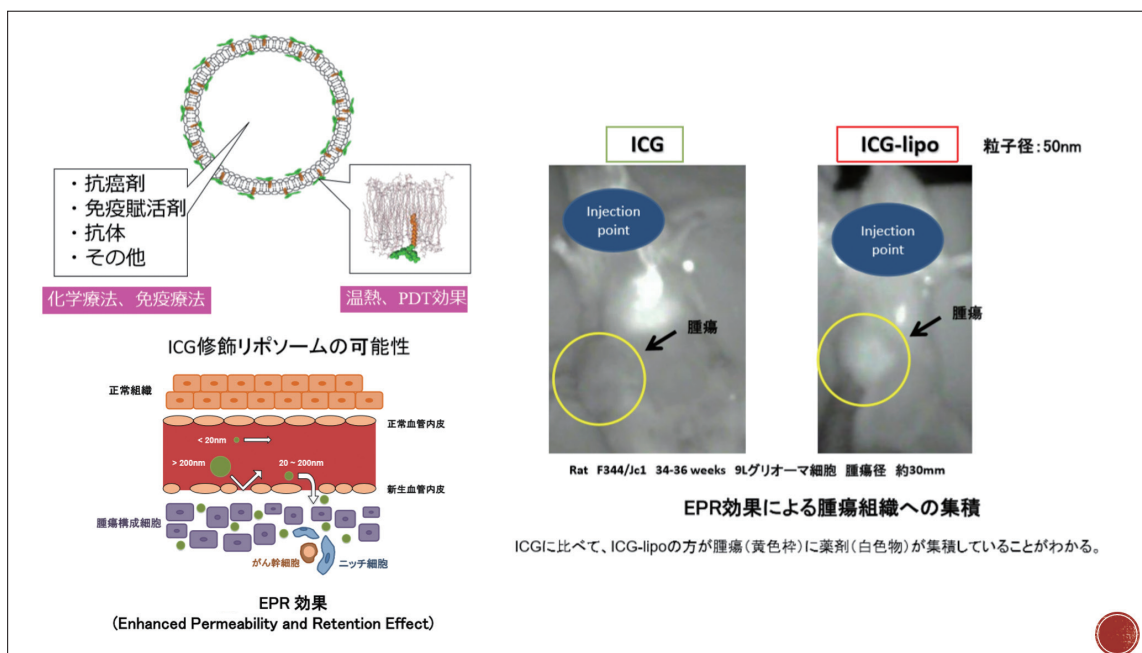 ・抗癌剤
・免疫賦活剤
・抗体
・その他
化学療法、免疫療法
温熱、PDT効果
ICG修飾リポソームの可能性
正常組織
正常血管内皮
< 20nm
> 200nm
20 ~ 200nm
新生血管内皮
腫瘍構成細胞
がん幹細胞
ニッチ細胞
EPR 効果
(Enhanced Permeability and Retention Effect)
ICG
ICG-lipo
粒子径：50nm
Injection
point
Injection
point
腫瘍
腫瘍
Rat F344/Jc1 34-36 weeks 9Lグリオーマ細胞 腫瘍径 約30mm
EPR効果による腫瘍組織への集積
ICGに比べて、ICG-lipoの方が腫瘍（黄色枠）に薬剤（白色物）が集積していることがわかる。